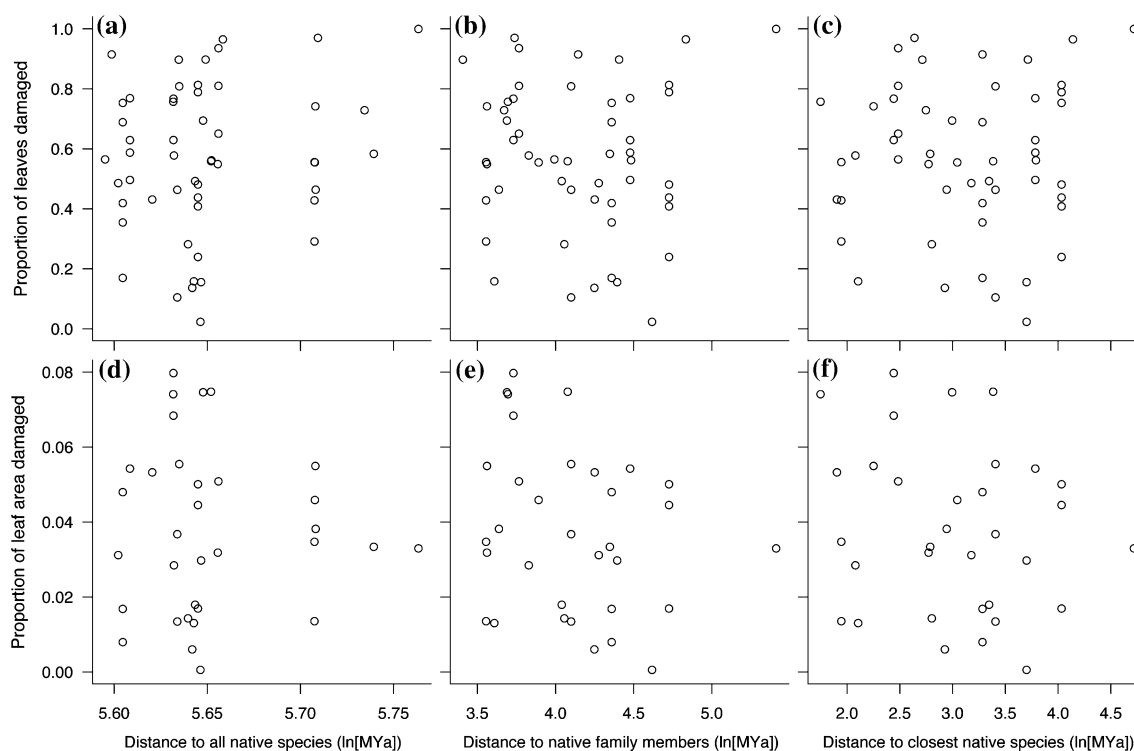 (a) (b) (c)
Proportion of leaves damaged
1.0
0.8
0.6
0.4
0.2
0.0
(d) (e) (f)
Proportion of leaf area damaged
0.08
0.06
0.04
0.02
0.00
5.60 5.65 5.70 5.75 3.5 4.0 4.5 5.0 2.0 2.5 3.0 3.5 4.0 4.5
Distance to all native species (ln[MYa]) Distance to native family members (ln[MYa]) Distance to closest native species (ln[MYa])